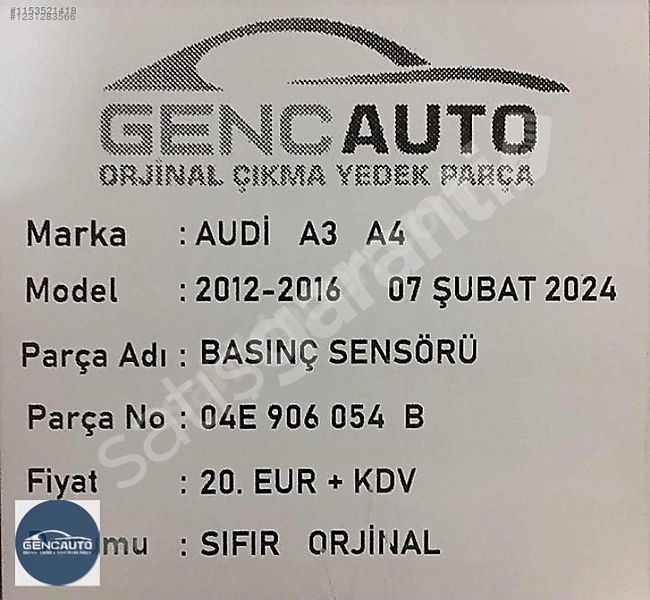 #1153521418
#1231283566
GENCAUTO
ORJİNAL ÇIKMA YEDEK PARÇA
Marka : AUDİ A3 A4
Model : 2012-2016 07 ŞUBAT 2024
Parça Adı : BASINÇ SENSÖRÜ
Parça No : 04E 906 054 B
Fiyat : 20. EUR + KDV
mu : SIFIR ORJİNAL
GENCAUTO
satışgaranti